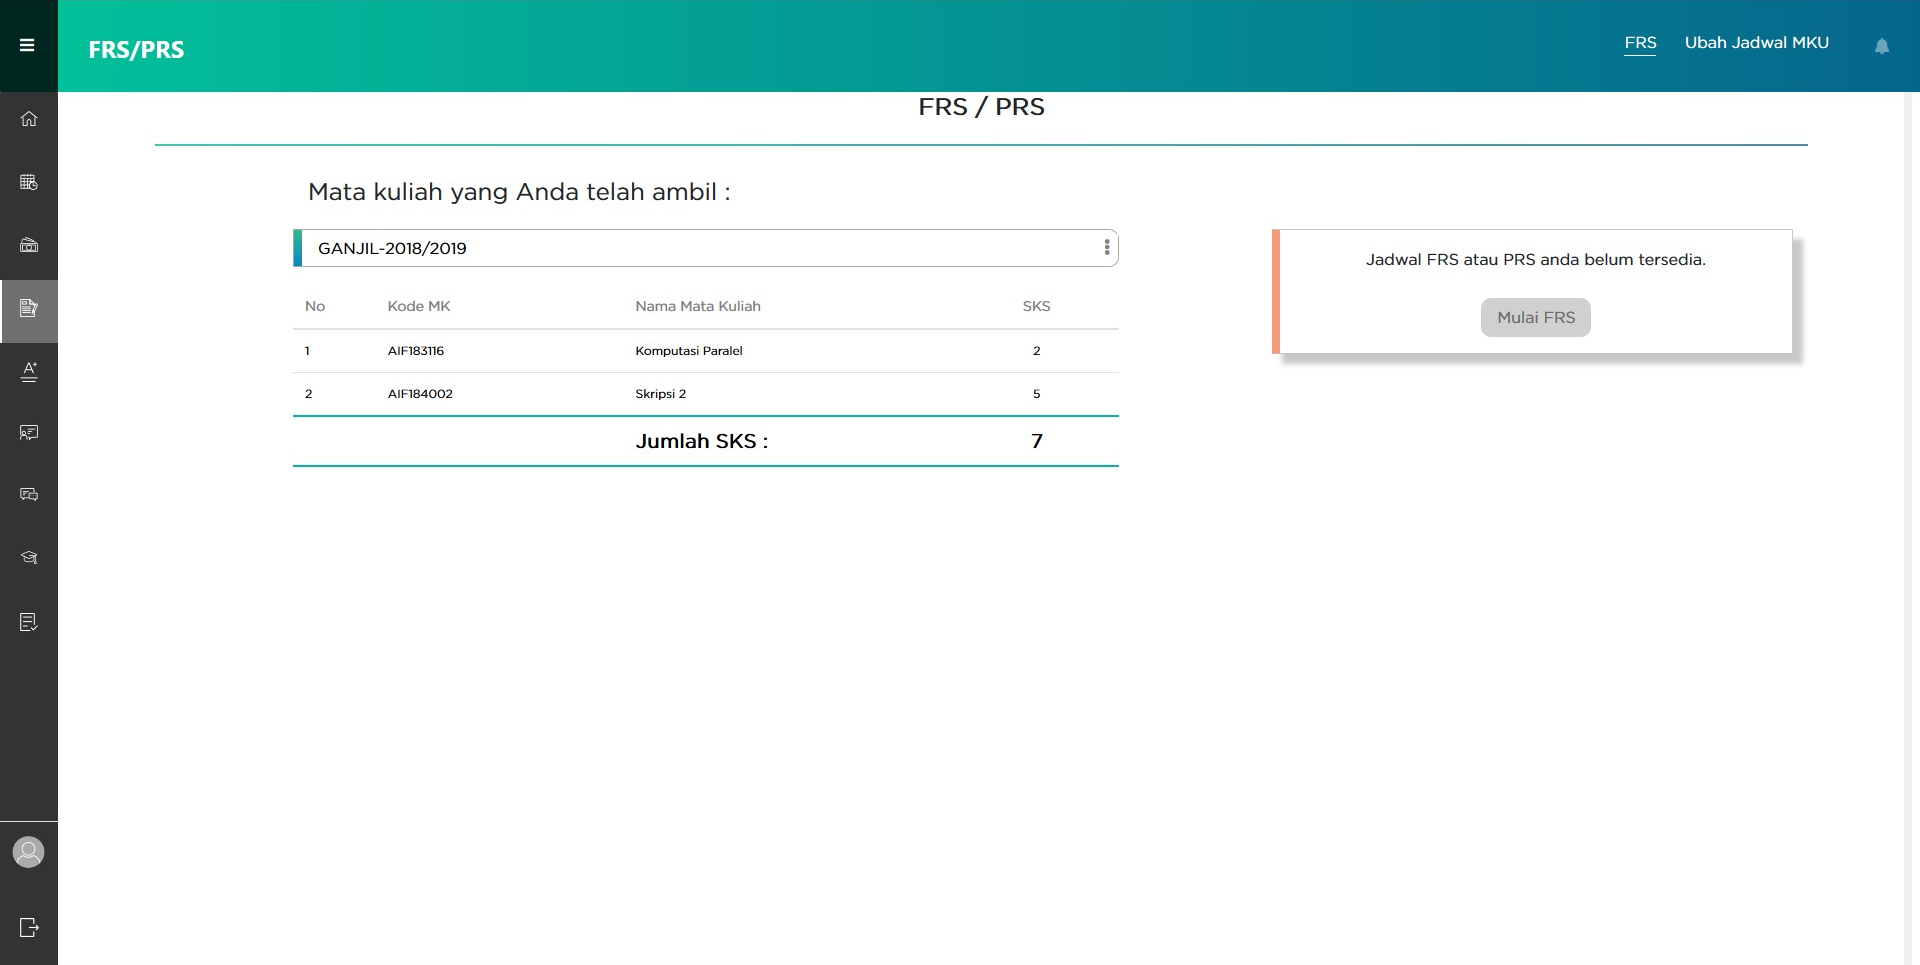 FRS/PRS
FRS
Ubah Jadwal MKU
FRS / PRS
Mata kuliah yang Anda telah ambil :
GANJIL-2018/2019
No Kode MK Nama Mata Kuliah SKS
1 AIF183116 Komputasi Paralel 2
2 AIF184002 Skripsi 2 5
Jumlah SKS : 7
Jadwal FRS atau PRS anda belum tersedia.
Mulai FRS